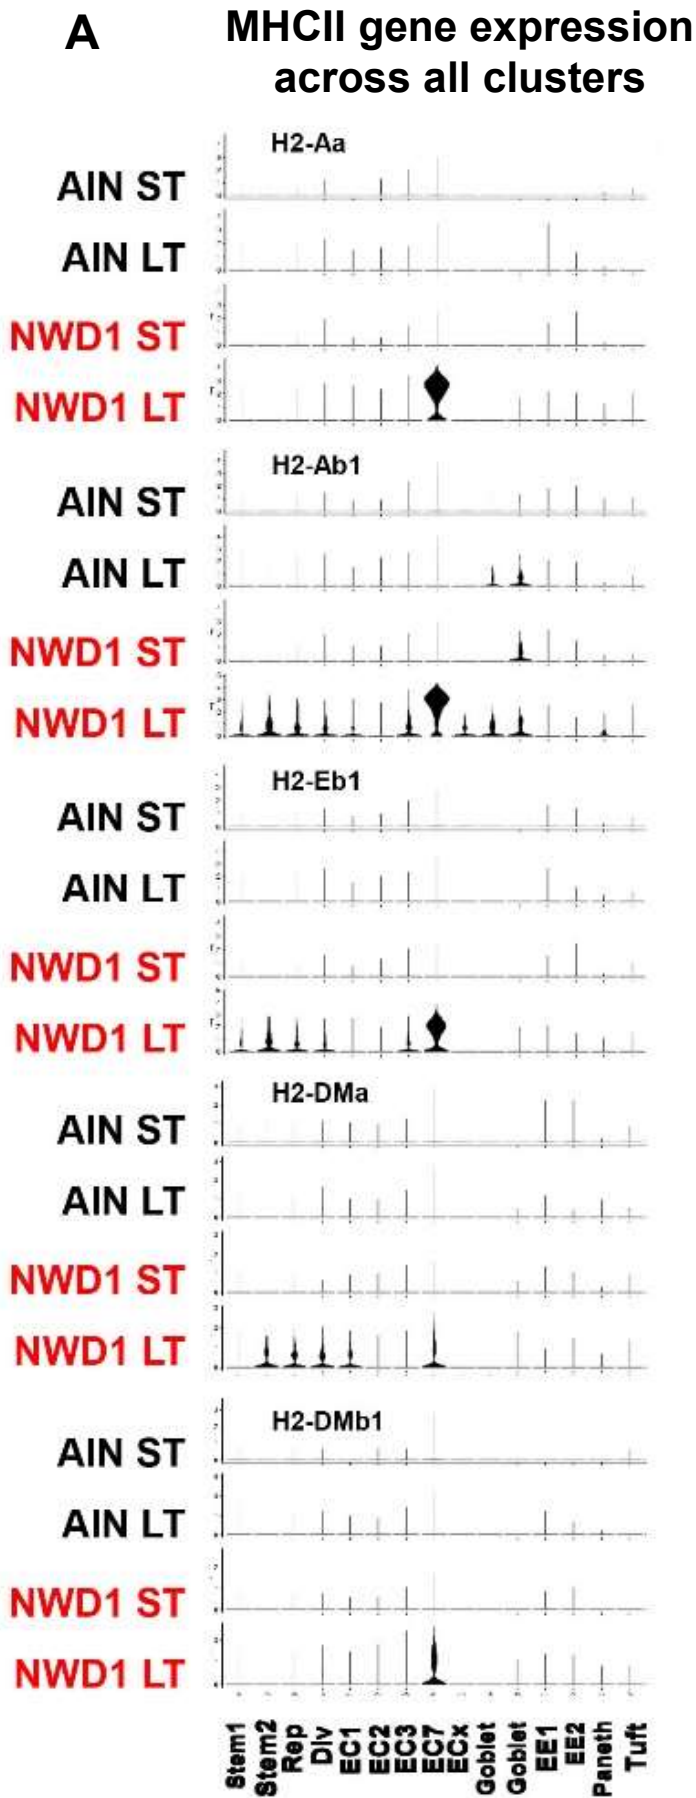 A
MHCII gene expression
across all clusters
H2-Aa
AIN ST
AIN LT
NWD1 ST
NWD1 LT
H2-Ab1
AIN ST
AIN LT
NWD1 ST
NWD1 LT
H2-Eb1
AIN ST
AIN LT
NWD1 ST
NWD1 LT
H2-DMa
AIN ST
AIN LT
NWD1 ST
NWD1 LT
H2-DMb1
AIN ST
AIN LT
NWD1 ST
NWD1 LT
Stem1
Stem2
Rep
Div
EC1
EC2
EC3
EC7
ECx
Goblet
Goblet
EE1
EE2
Paneth
Tuft